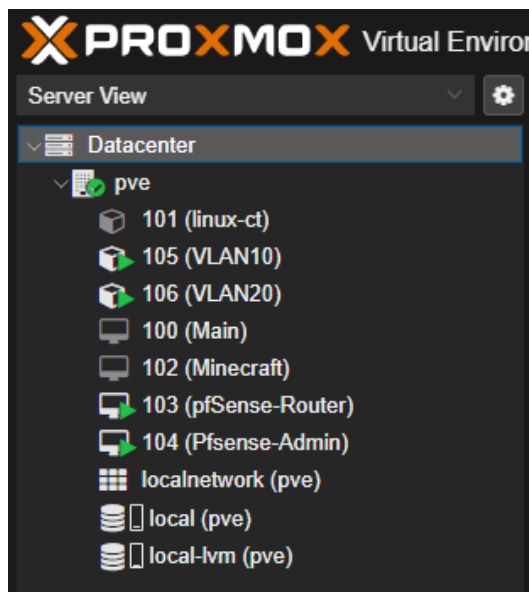 PROXMOX Virtual Enviro
Server View
Datacenter
pve
101 (linux-ct)
105 (VLAN10)
106 (VLAN20)
100 (Main)
102 (Minecraft)
103 (pfSense-Router)
104 (Pfsense-Admin)
localnetwork (pve)
local (pve)
local-lvm (pve)